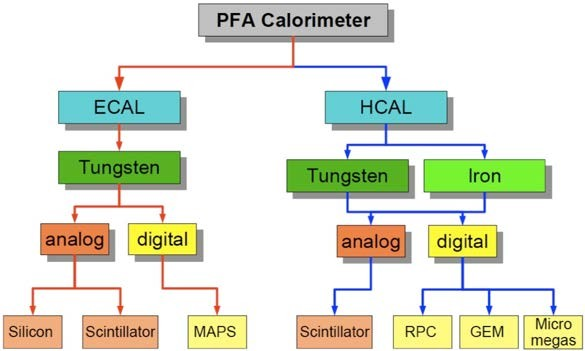 PFA Calorimeter
ECAL
HCAL
Tungsten
Tungsten
Iron
analog
digital
analog
digital
Silicon
Scintillator
MAPS
Scintillator
RPC
GEM
Micro
megas